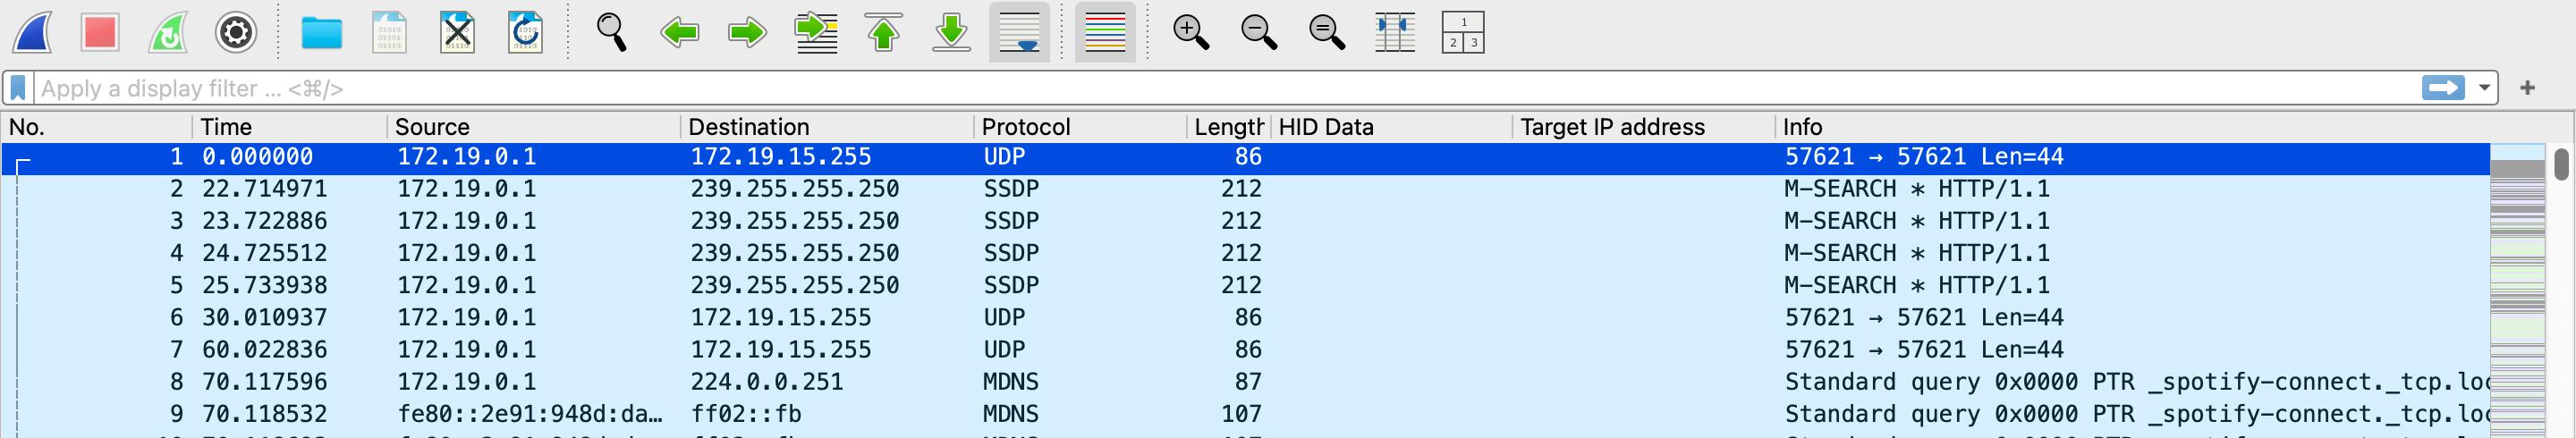 1
2 3
Apply a display filter ... <⌘/>
+
No. Time Source Destination Protocol Length HID Data Target IP address Info
1 0.000000 172.19.0.1 172.19.15.255 UDP 86 57621 → 57621 Len=44
2 22.714971 172.19.0.1 239.255.255.250 SSDP 212 M-SEARCH * HTTP/1.1
3 23.722886 172.19.0.1 239.255.255.250 SSDP 212 M-SEARCH * HTTP/1.1
4 24.725512 172.19.0.1 239.255.255.250 SSDP 212 M-SEARCH * HTTP/1.1
5 25.733938 172.19.0.1 239.255.255.250 SSDP 212 M-SEARCH * HTTP/1.1
6 30.010937 172.19.0.1 172.19.15.255 UDP 86 57621 → 57621 Len=44
7 60.022836 172.19.0.1 172.19.15.255 UDP 86 57621 → 57621 Len=44
8 70.117596 172.19.0.1 224.0.0.251 MDNS 87 Standard query 0x0000 PTR _spotify-connect._tcp.loc
9 70.118532 fe80::2e91:948d:da… ff02::fb MDNS 107 Standard query 0x0000 PTR _spotify-connect._tcp.loc